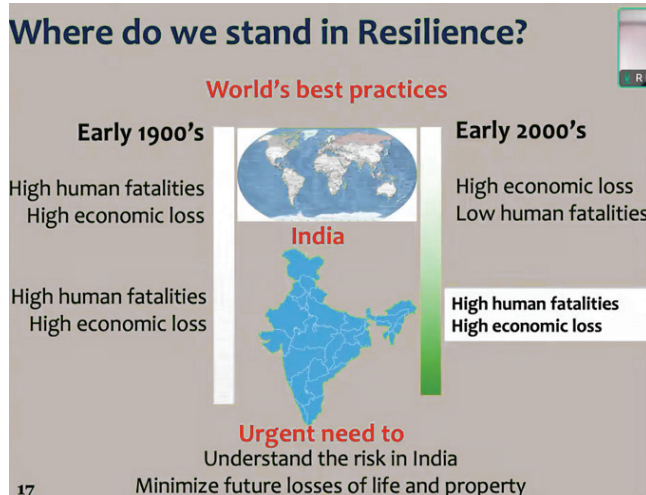 Where do we stand in Resilience?
R
World's best practices
Early 1900's
Early 2000's
High human fatalities
High economic loss
High economic loss
Low human fatalities
India
High human fatalities
High economic loss
High human fatalities
High economic loss
Urgent need to
Understand the risk in India
17
Minimize future losses of life and property